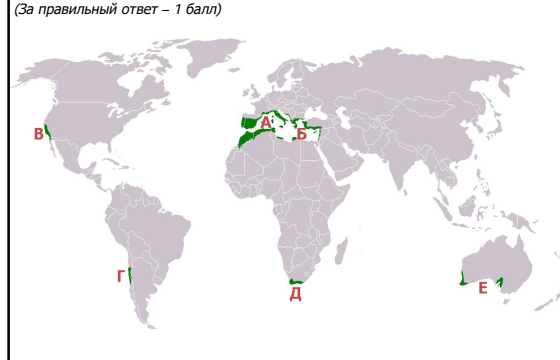 (За правильный ответ – 1 балл)
А
В
Б
Г
Д
Е